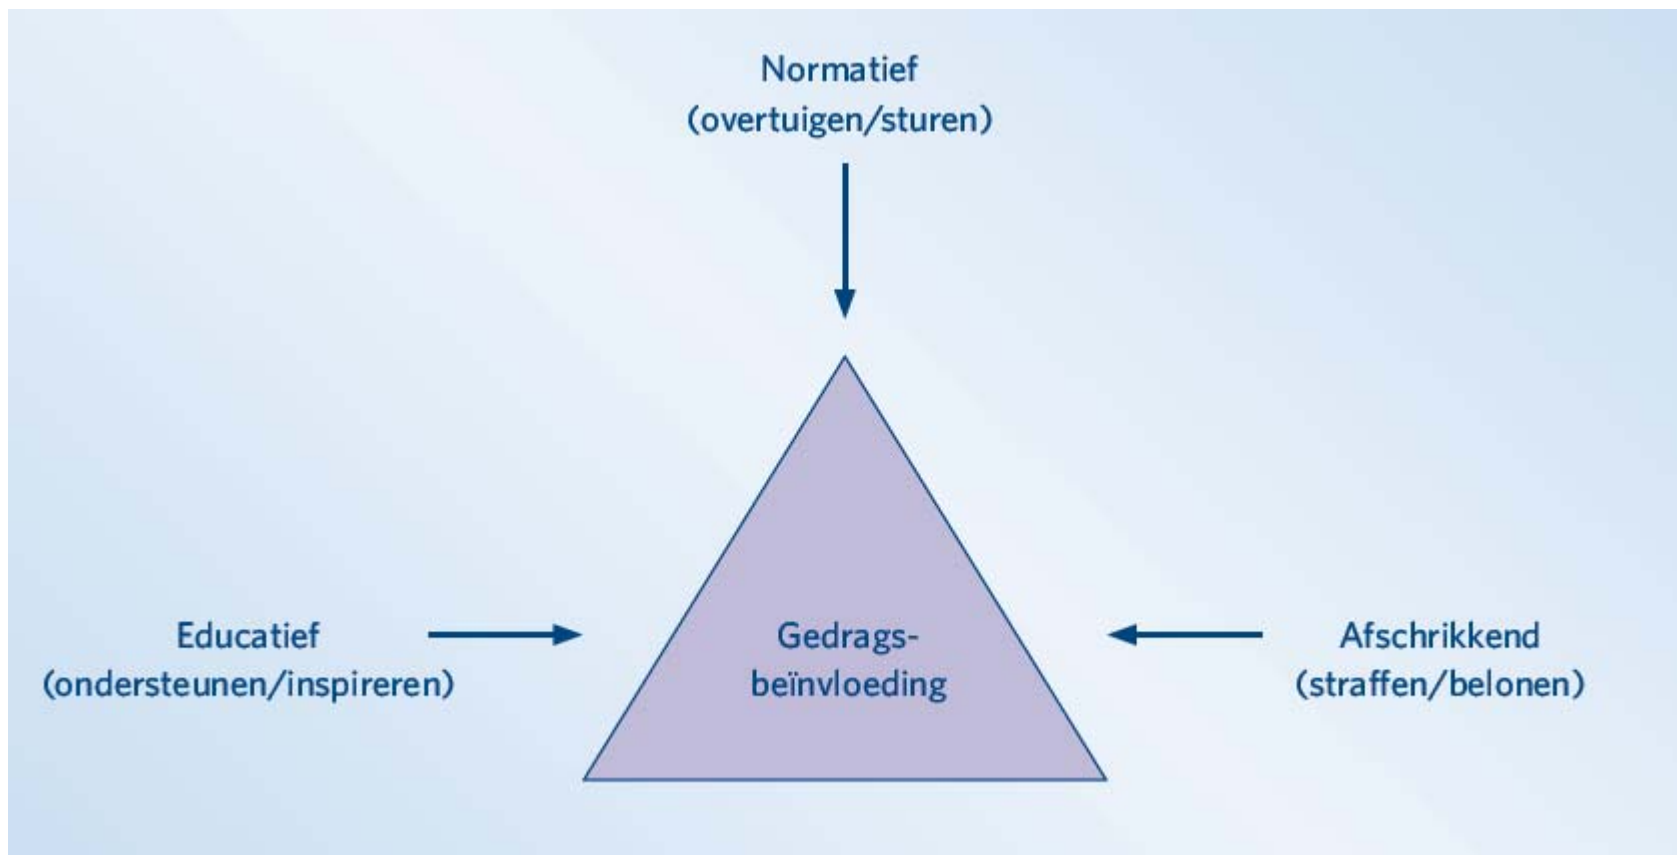 Normatief
(overtuigen/sturen)
Educatief
(ondersteunen/inspireren)
Gedrags-
beïnvloeding
Afschrikkend
(straffen/belonen)